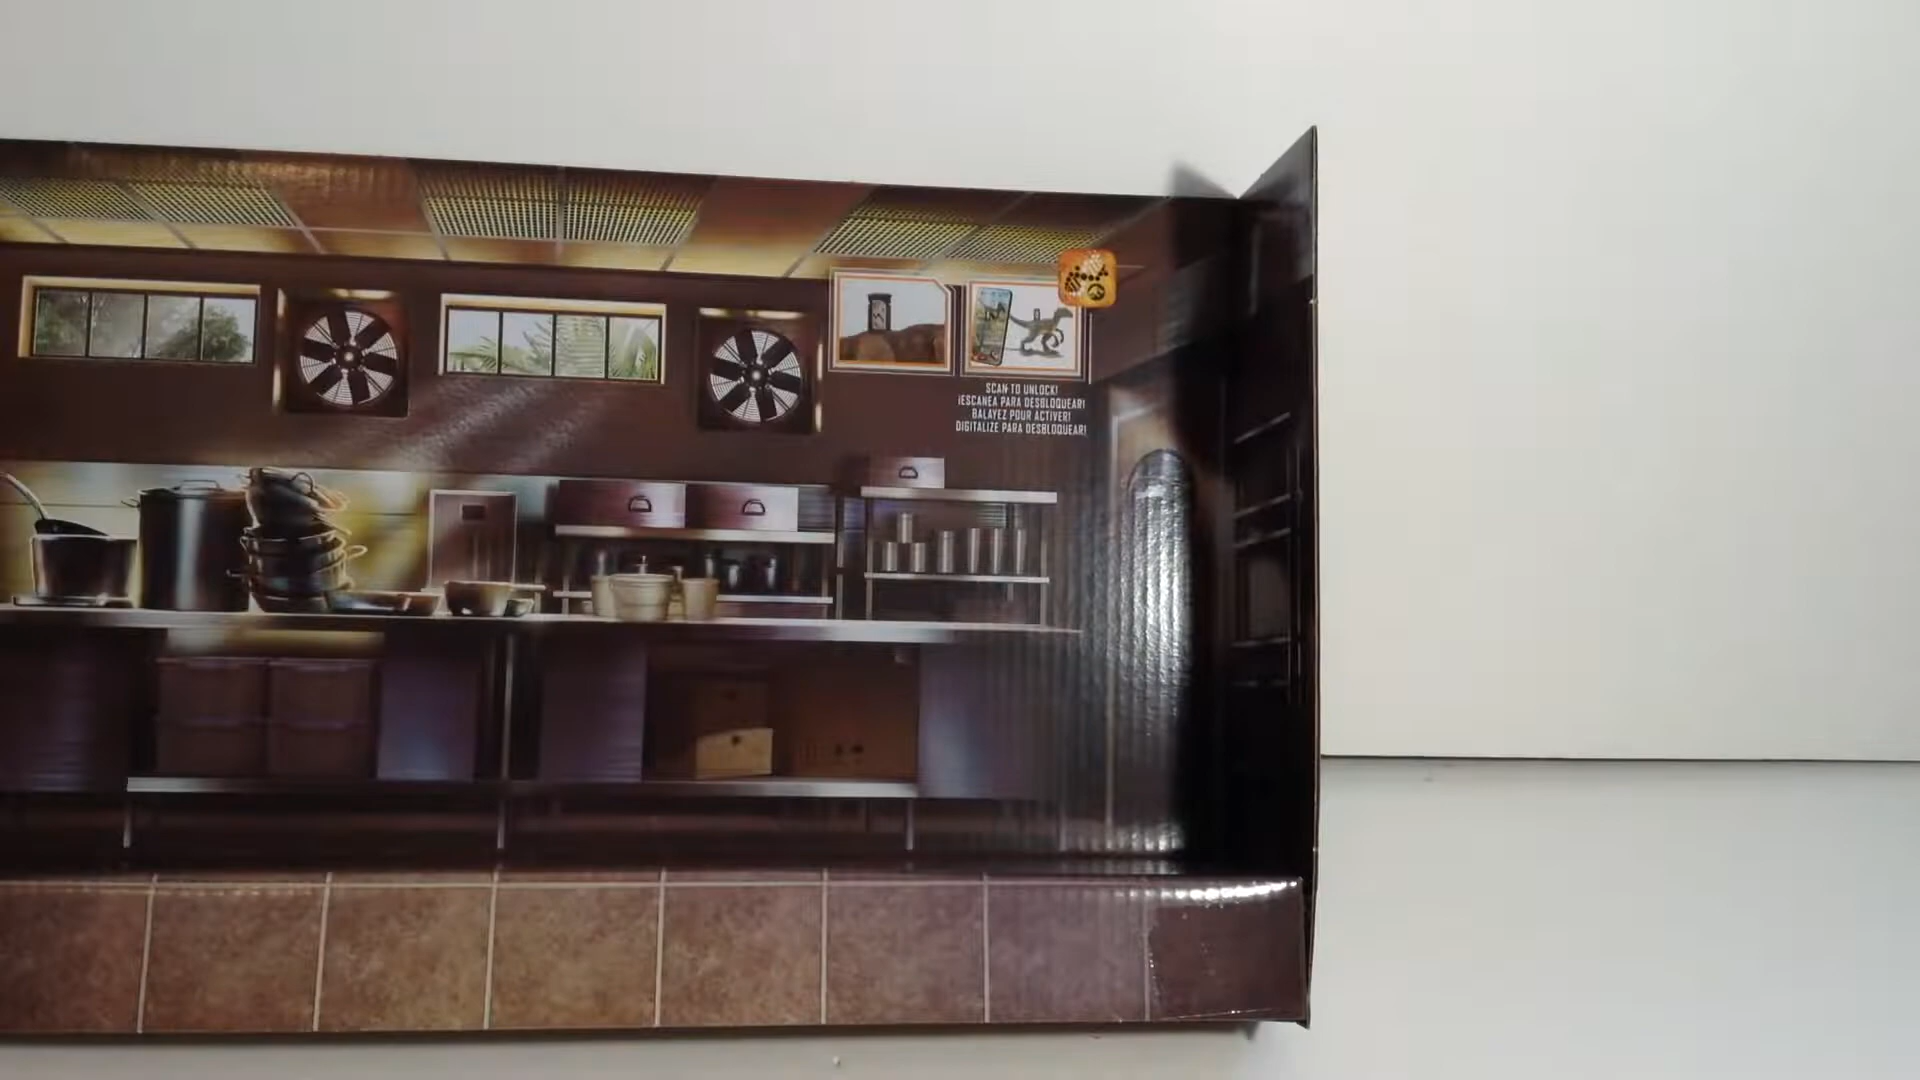 SCAN TO UNLOCK!
¡ESCANEA PARA DESBLOQUEAR!
BALAYEZ POUR ACTIVER!
DIGITALIZE PARA DESBLOQUEAR!